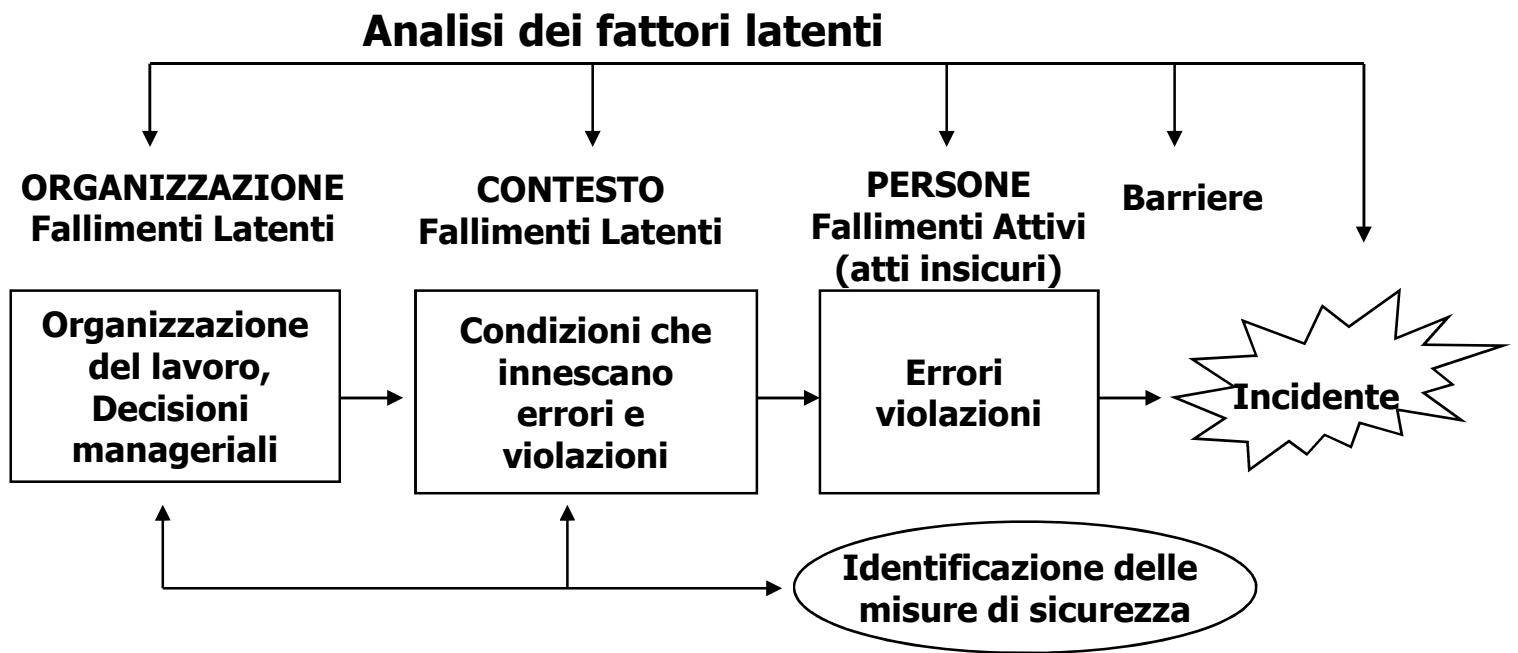 Analisi dei fattori latenti
ORGANIZZAZIONE
Fallimenti Latenti
CONTESTO
Fallimenti Latenti
PERSONE
Fallimenti Attivi
(atti insicuri)
Barriere
Organizzazione
del lavoro,
Decisioni
manageriali
Condizioni che
innescano
errori e
violazioni
Errori
violazioni
Incidente
Identificazione delle
misure di sicurezza